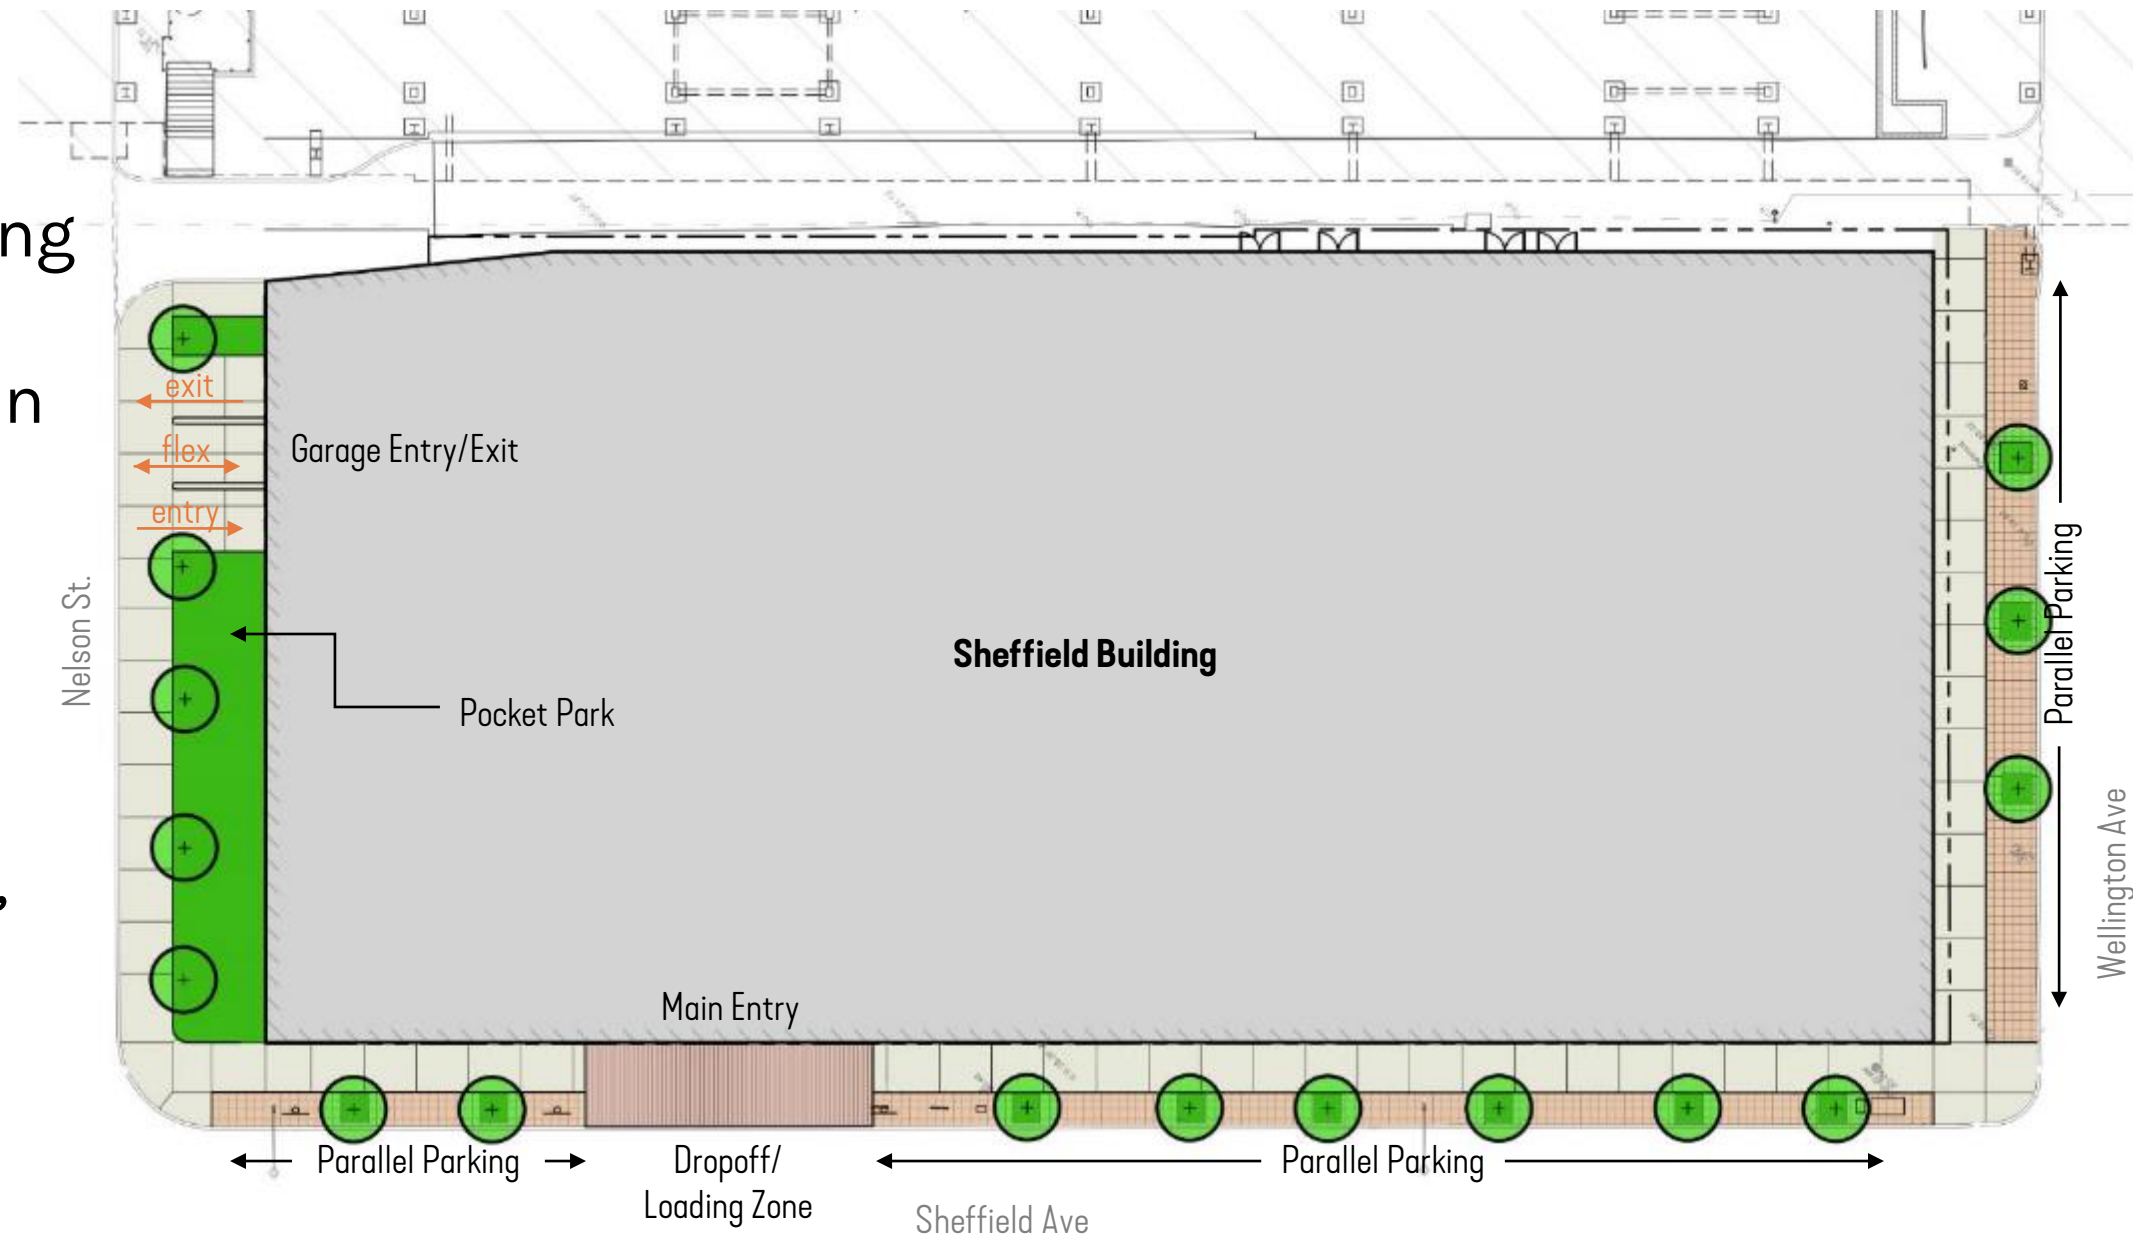 ng
n
,
exit
flex
entry
Garage Entry/Exit
Nelson St.
Pocket Park
Sheffield Building
Parallel Parking
Wellington Ave
Main Entry
Parallel Parking
Dropoff/
Loading Zone
Parallel Parking
Sheffield Ave